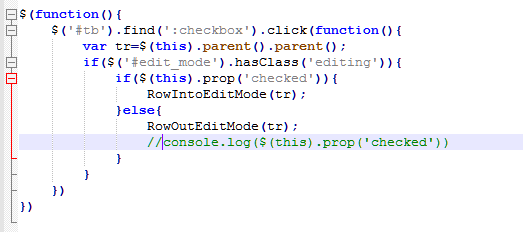 $(function(){
$('#tb').find(':checkbox').click(function(){
var tr=$(this).parent().parent();
if($('#edit_mode').hasClass('editing')){
if($(this).prop('checked')){
RowIntoEditMode(tr);
}else{
RowOutEditMode(tr);
//console.log($(this).prop('checked'))
}
}
})
})